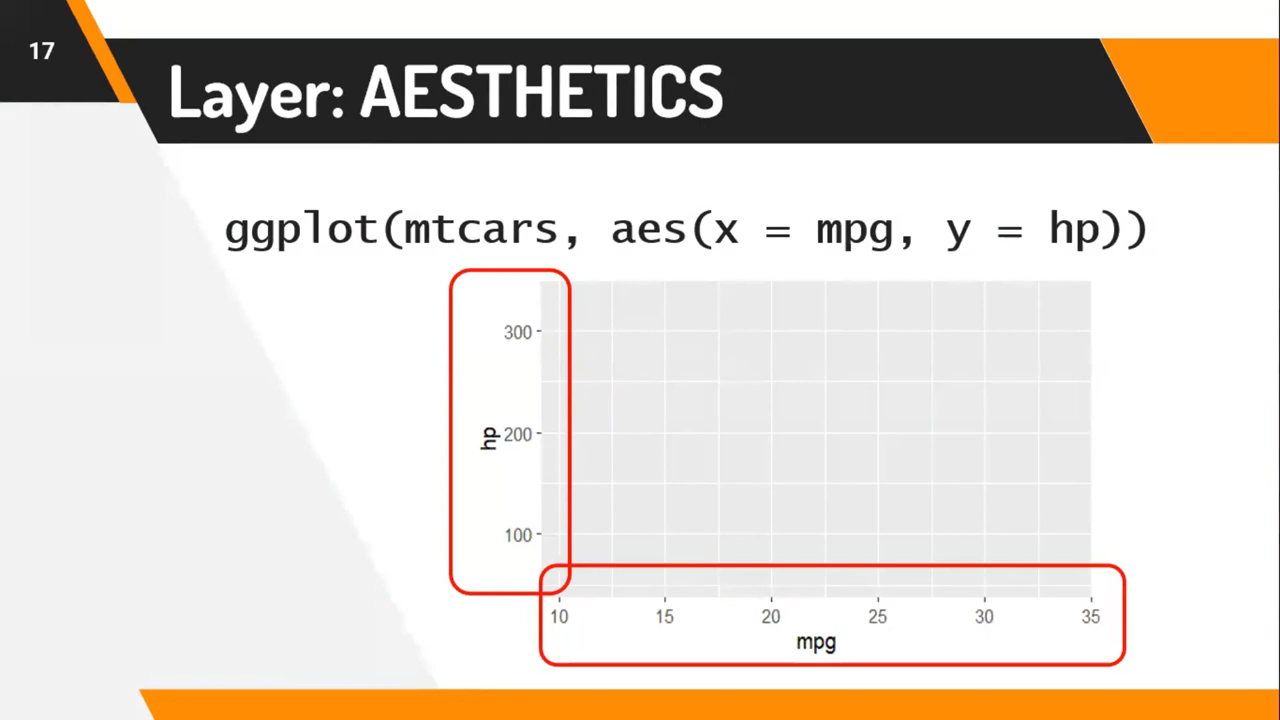 17
Layer: AESTHETICS
ggplot(mtcars, aes(x = mpg, y = hp))
300
hp
200
100
10 15 20 25 30 35
mpg